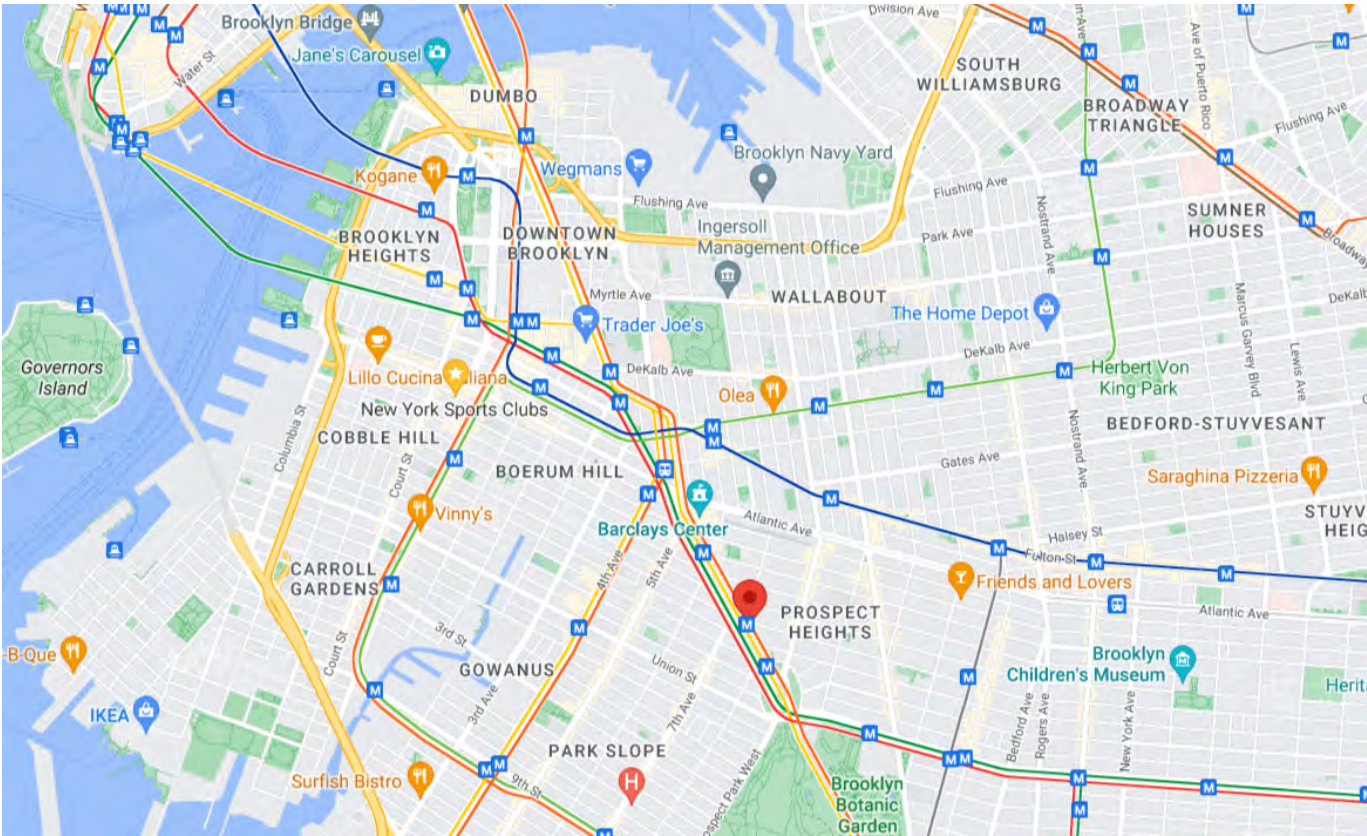 Brooklyn Bridge
Division Ave
Jane's Carousel
Water St
DUMBO
SOUTH
WILLIAMSBURG
BROADWAY
TRIANGLE
Ave of Puerto Rico
Flushing Ave
Kogane
Wegmans
Brooklyn Navy Yard
Flushing Ave
Flushing Ave
Nostrand Ave
SUMNER
HOUSES
Broadway
BROOKLYN
HEIGHTS
DOWNTOWN
BROOKLYN
Ingersoll
Management Office
Park Ave
Myrtle Ave
WALLABOUT
The Home Depot
Marcus Garvey Blvd
DeKalb
Trader Joe's
Governors
Island
DeKalb Ave
Lewis Ave
Lillo Cucina Italiana
DeKalb Ave
Herbert Von
King Park
Olea
New York Sports Clubs
Columbia St
COBBLE HILL
Court St
BOERUM HILL
Nostrand Ave
BEDFORD-STUYVESANT
Gates Ave
Saraghina Pizzeria
Vinny's
Barclays Center
Atlantic Ave
Halsey St
Fulton St
STUYV
HEIG
CARROLL
GARDENS
4th Ave
5th Ave
Friends and Lovers
Atlantic Ave
PROSPECT
HEIGHTS
3rd St
Court St
-B-Que
GOWANUS
Union St
Brooklyn
Children's Museum
Herit
IKEA
3rd Ave
7th Ave
Bedford Ave
Rogers Ave
New York Ave
PARK SLOPE
Surfish Bistro
9th St
H
ospect Park West
Brooklyn
Botanic
Garden